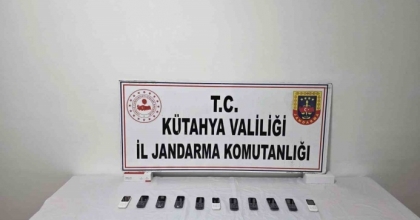 T.C.
KÜTAHYA VALİLİĞİ
İL JANDARMA KOMUTANLIĞI